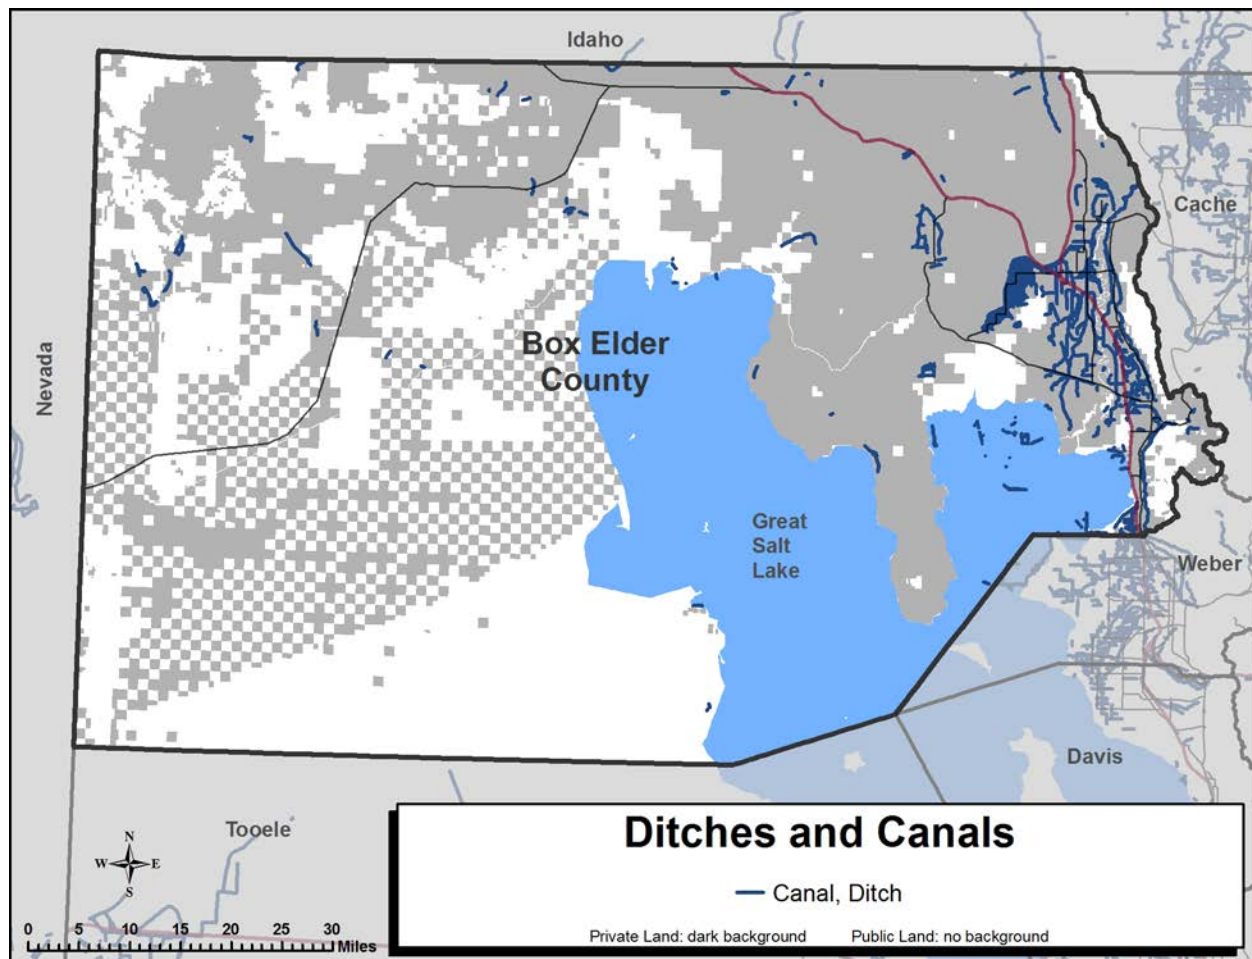 Idaho
Cache
Nevada
Box Elder
County
Great
Salt
Lake
Weber
Davis
Tooele
N
W E
S
0 5 10 15 20 25 30
Miles
Ditches and Canals
Canal, Ditch
Private Land: dark background Public Land: no background